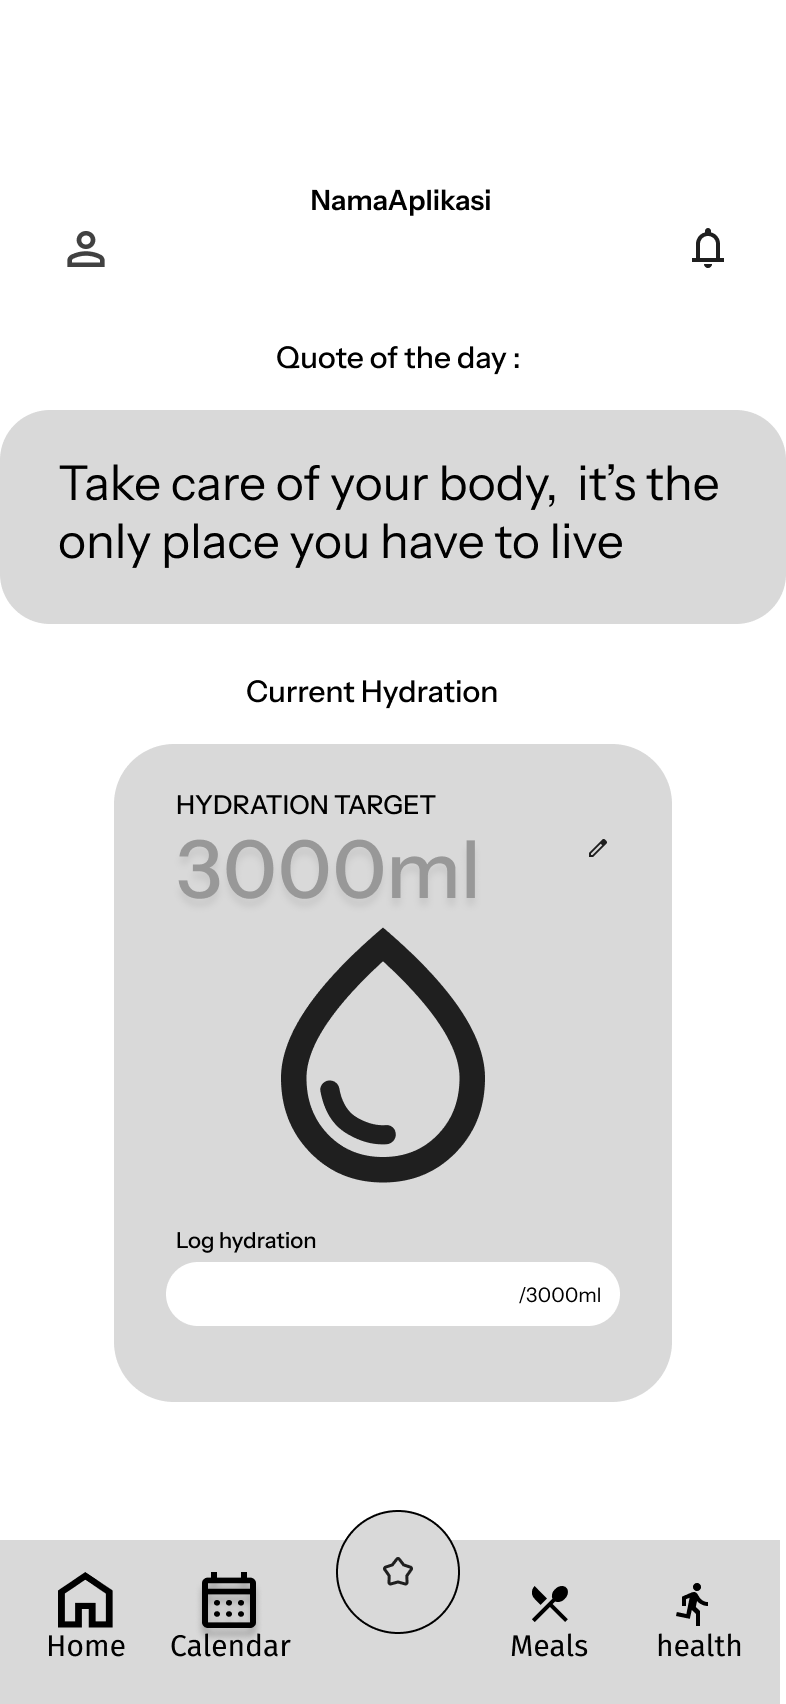 NamaAplikasi
Quote of the day :
Take care of your body,  it’s the
only place you have to live
Current Hydration
HYDRATION TARGET
3000ml
Log hydration
/3000ml
Home
Calendar
Meals
health